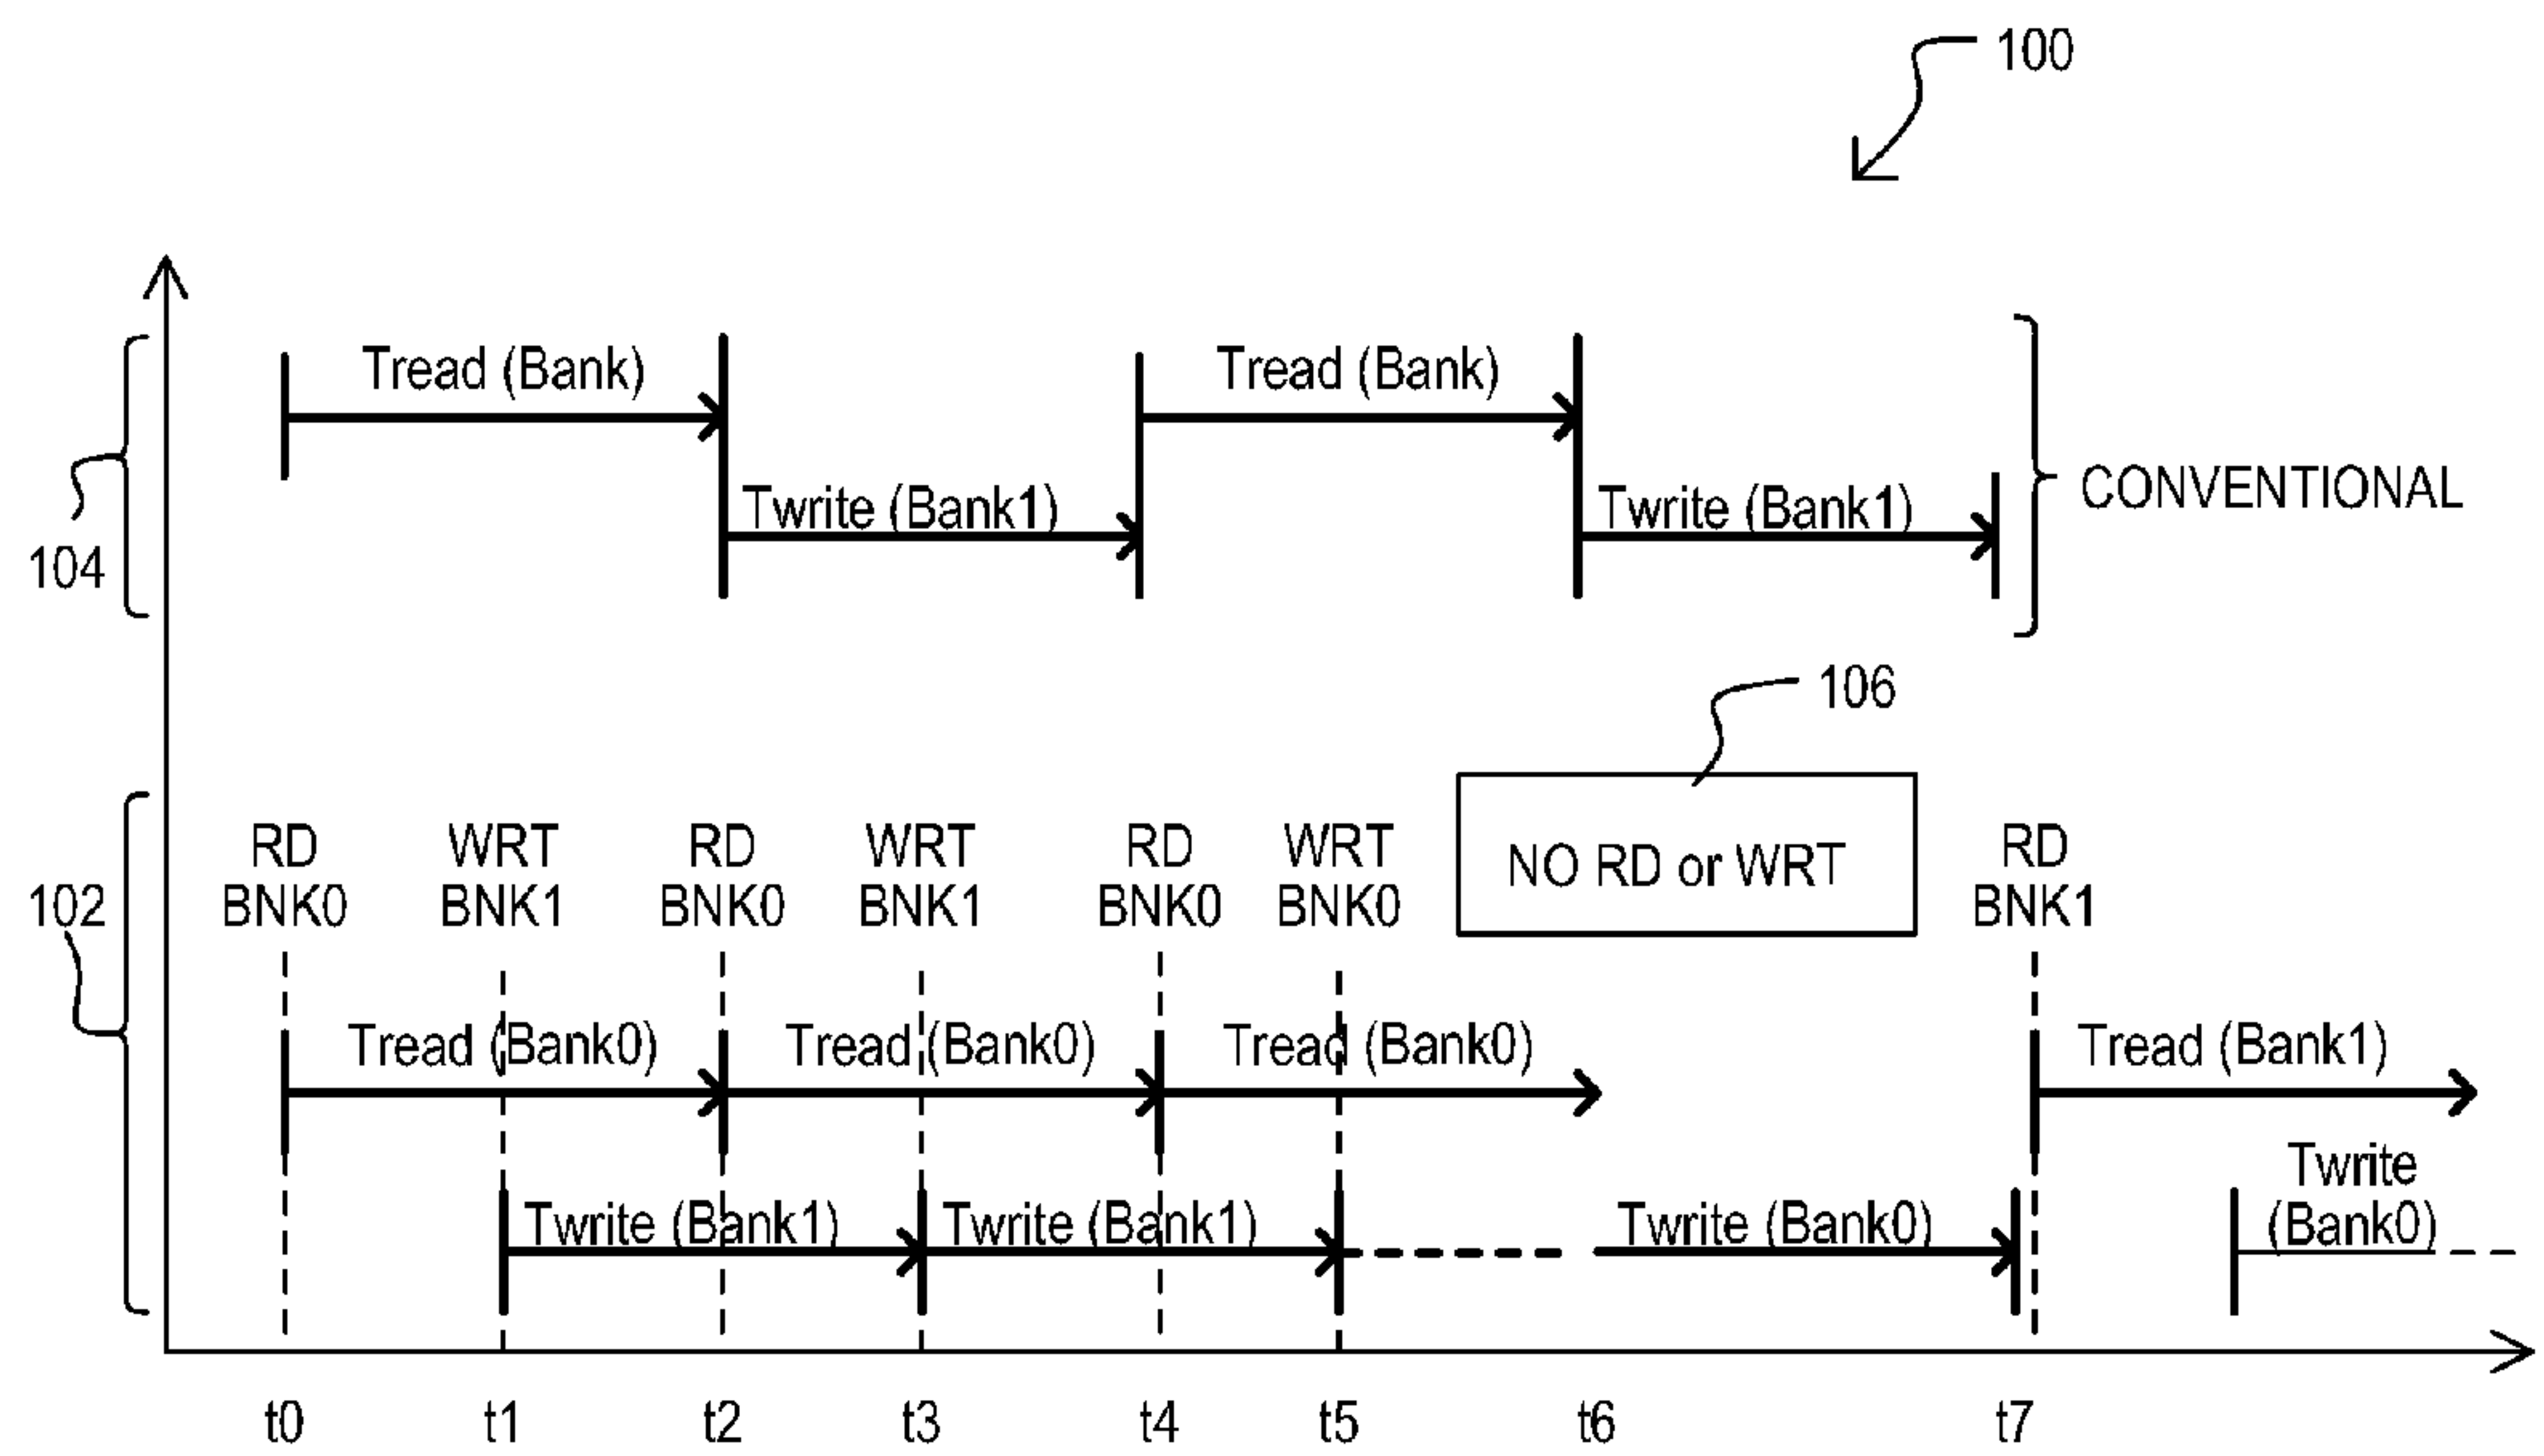 100
Tread (Bank)
Tread (Bank)
Twrite (Bank1)
Twrite (Bank1)
CONVENTIONAL
104
106
RD
BNK0
WRT
BNK1
RD
BNK0
WRT
BNK1
RD
BNK0
WRT
BNK0
NO RD or WRT
RD
BNK1
102
Tread (Bank0)
Tread (Bank0)
Tread (Bank0)
Tread (Bank1)
Twrite (Bank1)
Twrite (Bank1)
Twrite (Bank0)
Twrite
(Bank0)
t0
t1
t2
t3
t4
t5
t6
t7